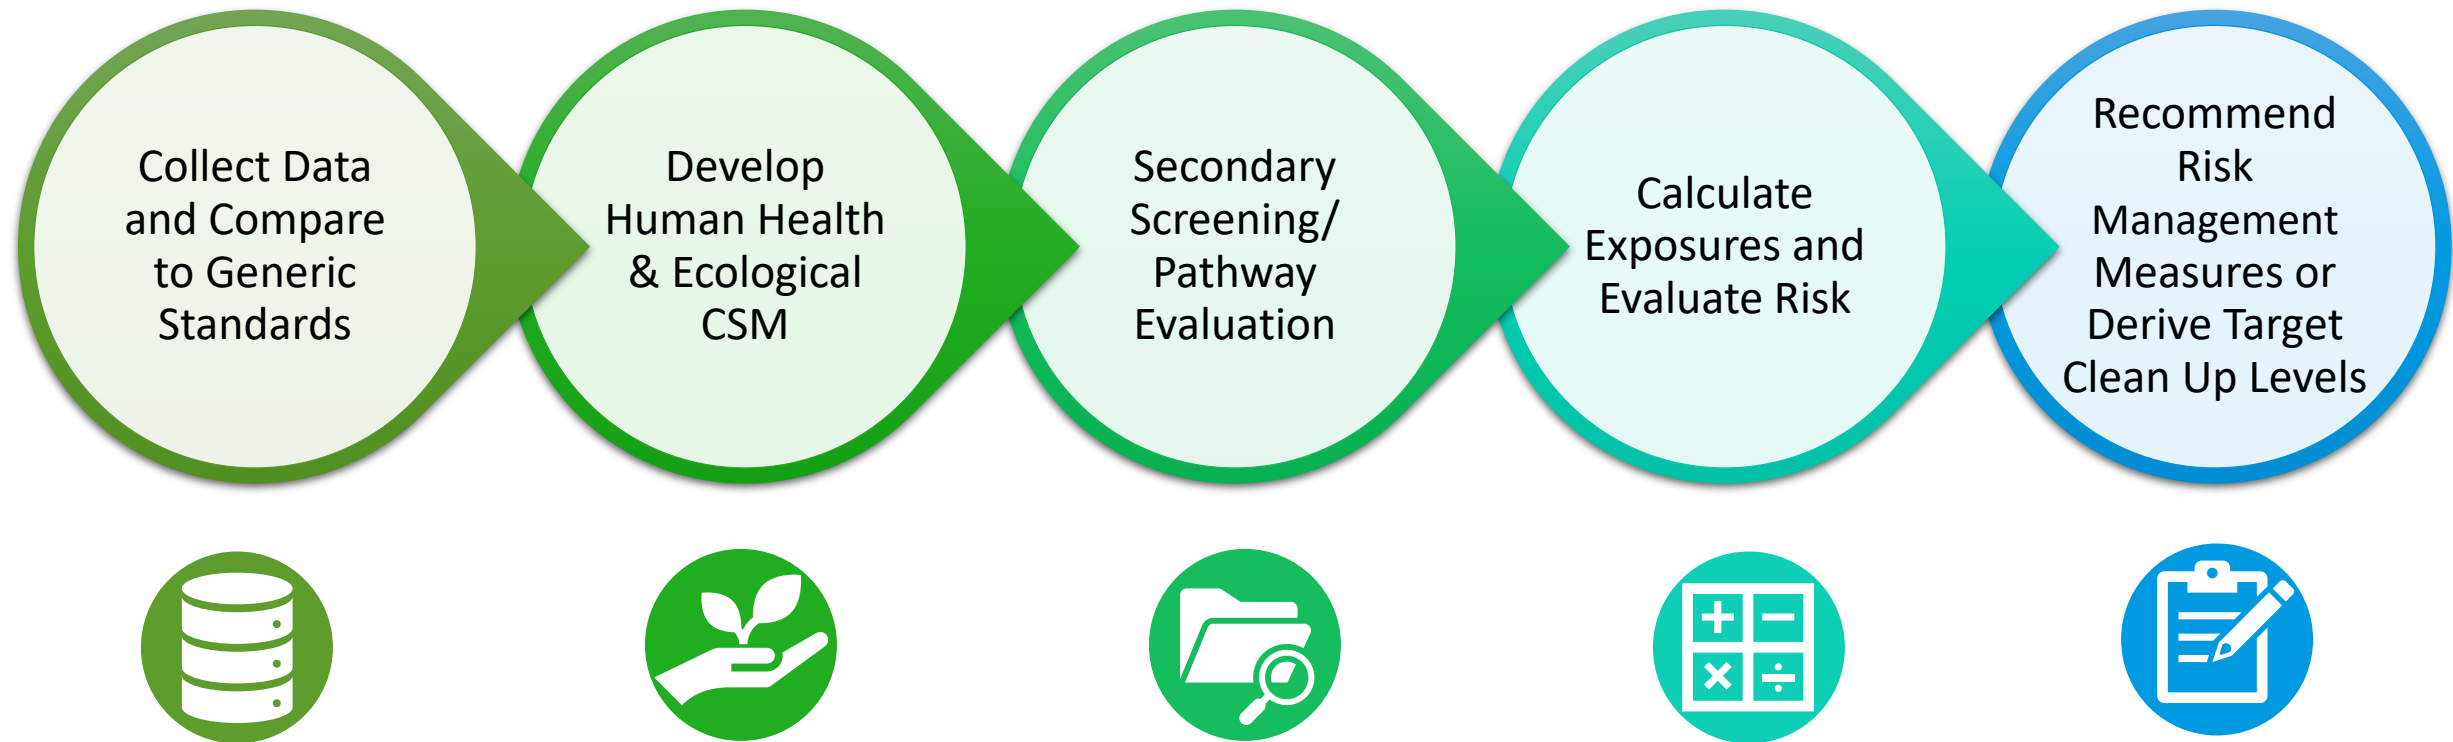 Collect Data
and Compare
to Generic
Standards
Develop
Human Health
& Ecological
CSM
Secondary
Screening/
Pathway
Evaluation
Calculate
Exposures and
Evaluate Risk
Recommend
Risk
Management
Measures or
Derive Target
Clean Up Levels